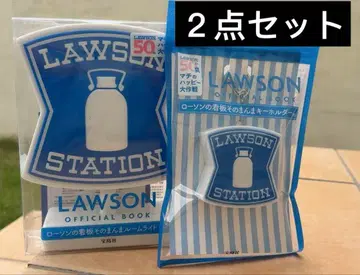 2点セット
LAWSON
50
STATION
LAWSON
OFFICIAL BOOK
ローソンの看板そのまんまルームライト
宝島社
LAWSON
50
マチの
ハッピー
大作戦
LAWSON
ローソンの看板そのまんまキーホルダー
LAWSON
STATION
宝島社